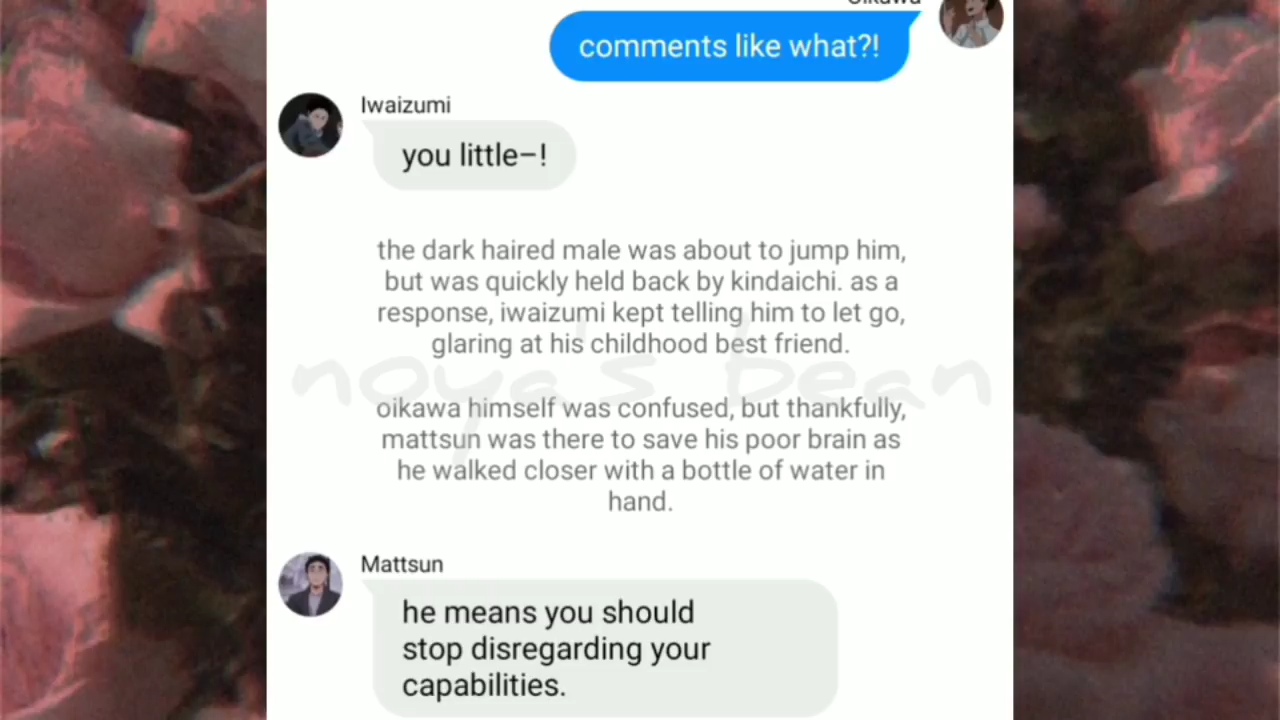 Oikawa
comments like what?!
Iwaizumi
you little–!
the dark haired male was about to jump him,
but was quickly held back by kindaichi. as a
response, iwaizumi kept telling him to let go,
glaring at his childhood best friend.
noya's bean
oikawa himself was confused, but thankfully,
mattsun was there to save his poor brain as
he walked closer with a bottle of water in
hand.
Mattsun
he means you should
stop disregarding your
capabilities.